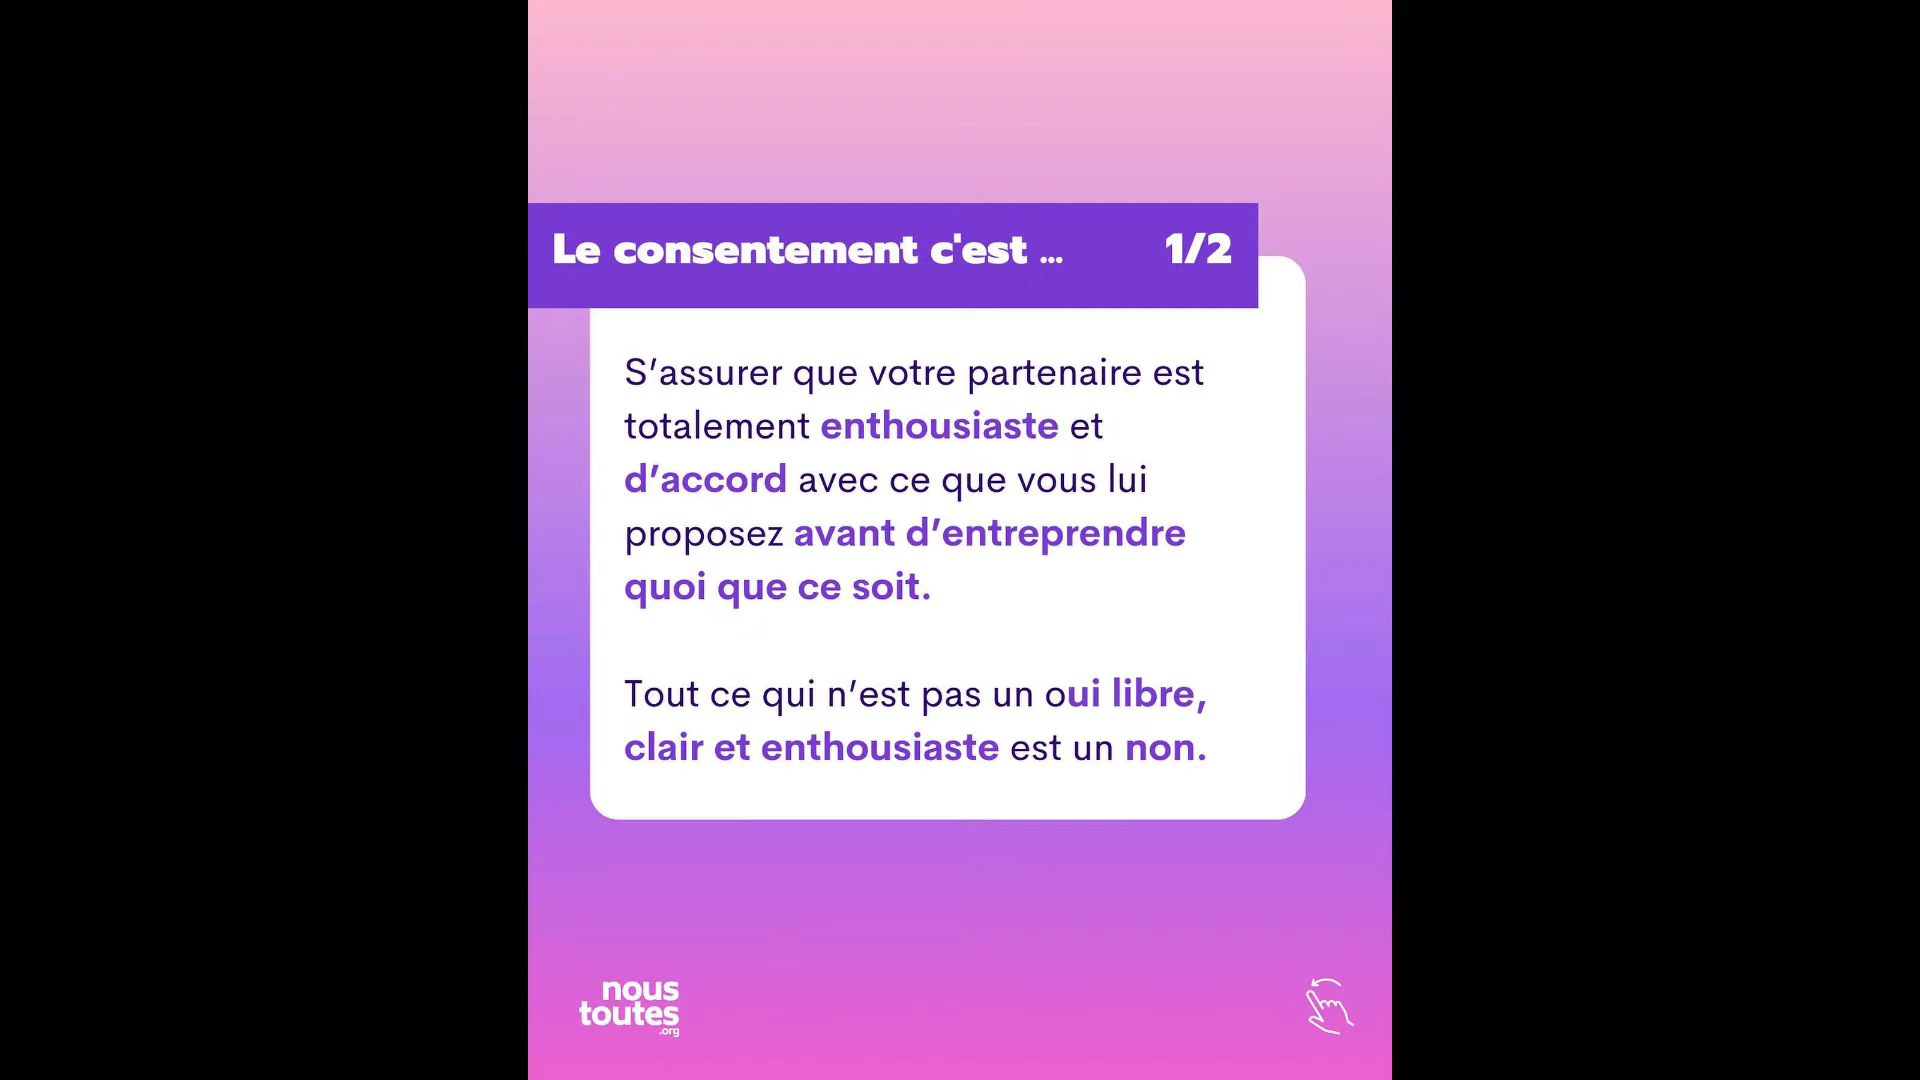 Le consentement c'est ... 1/2
S’assurer que votre partenaire est
totalement enthousiaste et
d’accord avec ce que vous lui
proposez avant d’entreprendre
quoi que ce soit.
Tout ce qui n’est pas un oui libre,
clair et enthousiaste est un non.
nous
toutes
.org